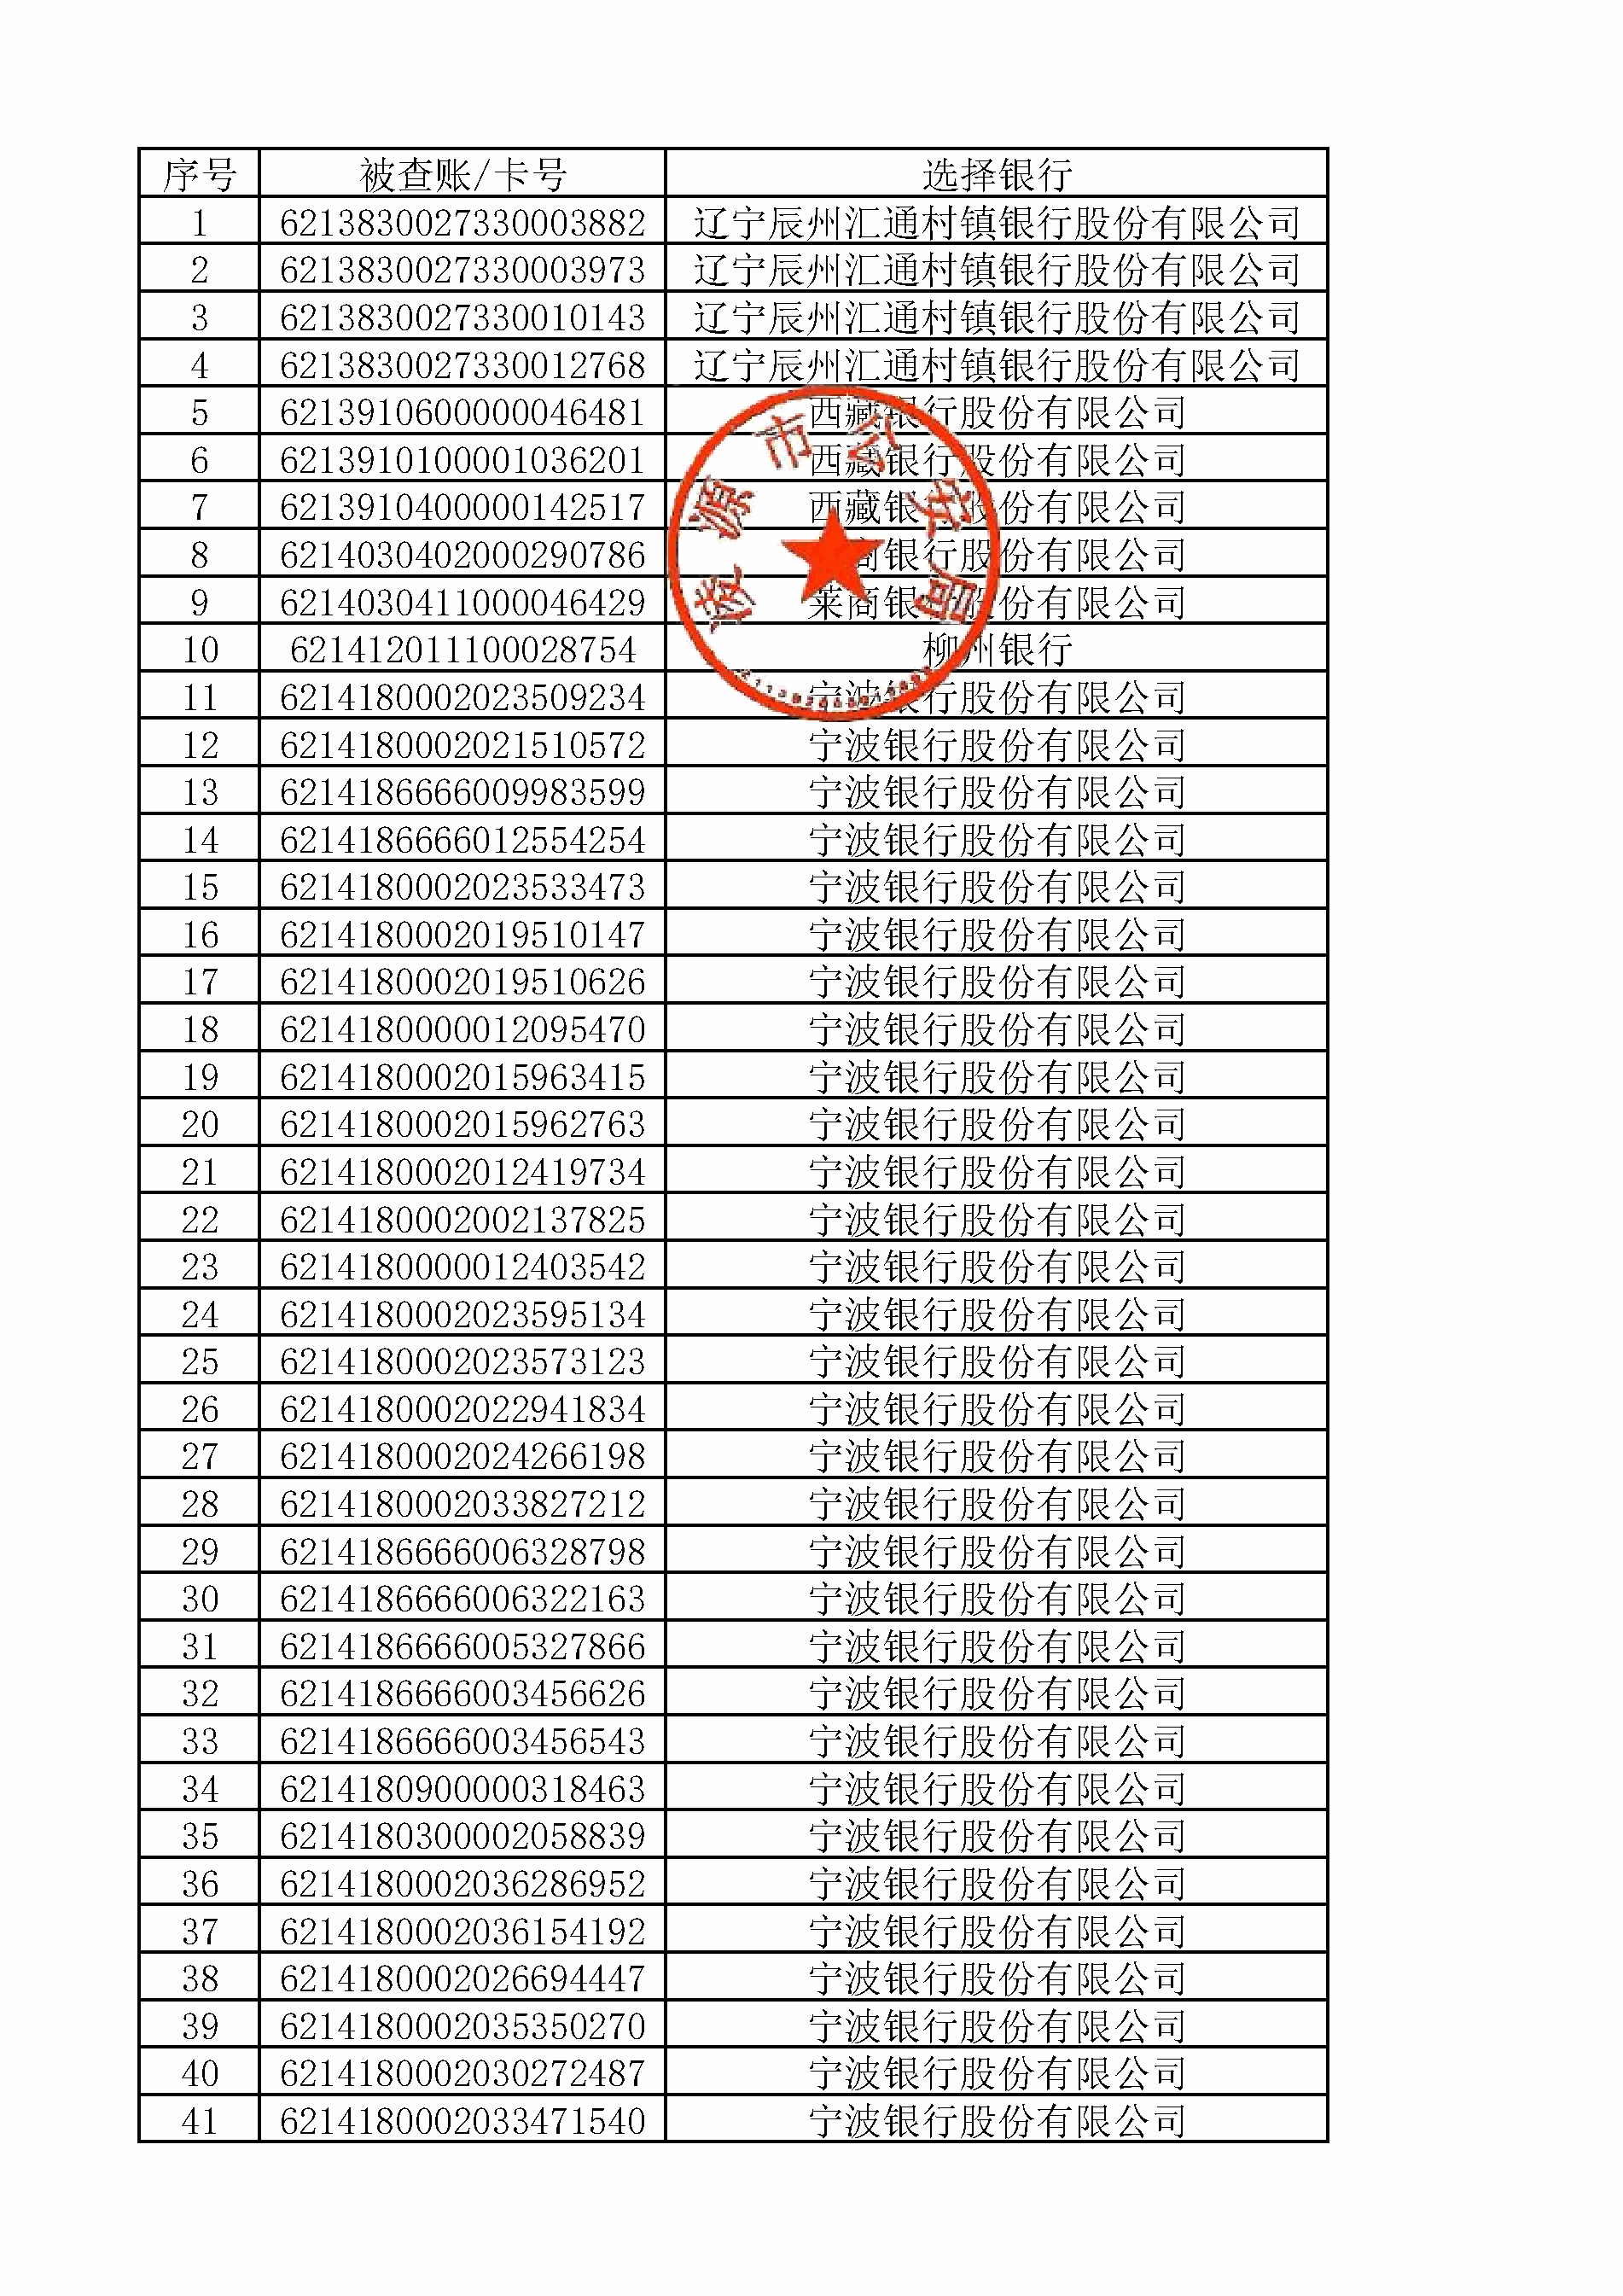 序号 被查账/卡号 选择银行
1 6213830027330003882 辽宁辰州汇通村镇银行股份有限公司
2 6213830027330003973 辽宁辰州汇通村镇银行股份有限公司
3 6213830027330010143 辽宁辰州汇通村镇银行股份有限公司
4 6213830027330012768 辽宁辰州汇通村镇银行股份有限公司
5 6213910600000046481 西藏银行股份有限公司
6 6213910100001036201 西藏银行股份有限公司
7 6213910400000142517 西藏银行股份有限公司
8 6214030402000290786 商银行股份有限公司
9 6214030411000046429 莱商银行股份有限公司
10 621412011100028754 柳州银行
11 6214180002023509234 宁波银行股份有限公司
12 6214180002021510572 宁波银行股份有限公司
13 6214186666009983599 宁波银行股份有限公司
14 6214186666012554254 宁波银行股份有限公司
15 6214180002023533473 宁波银行股份有限公司
16 6214180002019510147 宁波银行股份有限公司
17 6214180002019510626 宁波银行股份有限公司
18 6214180000012095470 宁波银行股份有限公司
19 6214180002015963415 宁波银行股份有限公司
20 6214180002015962763 宁波银行股份有限公司
21 6214180002012419734 宁波银行股份有限公司
22 6214180002002137825 宁波银行股份有限公司
23 6214180000012403542 宁波银行股份有限公司
24 6214180002023595134 宁波银行股份有限公司
25 6214180002023573123 宁波银行股份有限公司
26 6214180002022941834 宁波银行股份有限公司
27 6214180002024266198 宁波银行股份有限公司
28 6214180002033827212 宁波银行股份有限公司
29 6214186666006328798 宁波银行股份有限公司
30 6214186666006322163 宁波银行股份有限公司
31 6214186666005327866 宁波银行股份有限公司
32 6214186666003456626 宁波银行股份有限公司
33 6214186666003456543 宁波银行股份有限公司
34 6214180900000318463 宁波银行股份有限公司
35 6214180300002058839 宁波银行股份有限公司
36 6214180002036286952 宁波银行股份有限公司
37 6214180002036154192 宁波银行股份有限公司
38 6214180002026694447 宁波银行股份有限公司
39 6214180002035350270 宁波银行股份有限公司
40 6214180002030272487 宁波银行股份有限公司
41 6214180002033471540 宁波银行股份有限公司
凌源市公安局